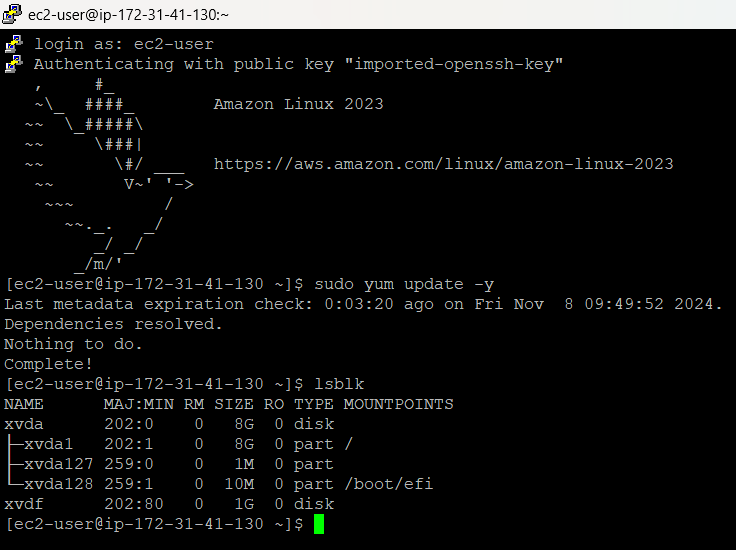 ec2-user@ip-172-31-41-130:~
login as: ec2-user
Authenticating with public key "imported-openssh-key"
   ,     #_
   ~\_  ####_        Amazon Linux 2023
  ~~  \_#####\
  ~~     \###|
  ~~       \#/ ___   https://aws.amazon.com/linux/amazon-linux-2023
   ~~       V~' '->
    ~~~         /
      ~~._.   _/
         _/ _/
       _/m/'
[ec2-user@ip-172-31-41-130 ~]$ sudo yum update -y
Last metadata expiration check: 0:03:20 ago on Fri Nov  8 09:49:52 2024.
Dependencies resolved.
Nothing to do.
Complete!
[ec2-user@ip-172-31-41-130 ~]$ lsblk
NAME      MAJ:MIN RM SIZE RO TYPE MOUNTPOINTS
xvda      202:0    0   8G  0 disk
├─xvda1   202:1    0   8G  0 part /
├─xvda127 259:0    0   1M  0 part
└─xvda128 259:1    0  10M  0 part /boot/efi
xvdf      202:80   0   1G  0 disk
[ec2-user@ip-172-31-41-130 ~]$